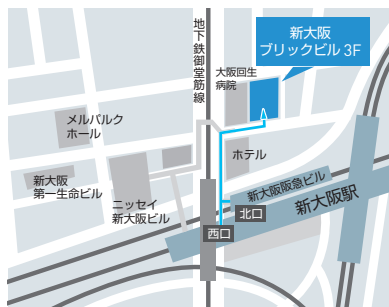 新大阪
ブリックビル 3F
地下鉄御堂筋線
大阪回生
病院
メルパルク
ホール
ホテル
新大阪
第一生命ビル
ニッセイ
新大阪ビル
新大阪阪急ビル
新大阪駅
北口
西口